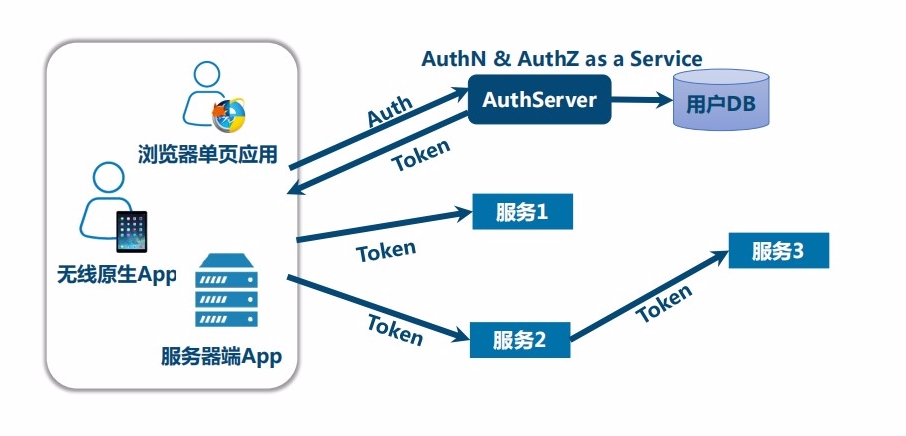 AuthN & AuthZ as a Service
AuthServer
用户DB
Auth
Token
浏览器单页应用
服务1
Token
无线原生App
服务3
Token
服务2
Token
服务器端App